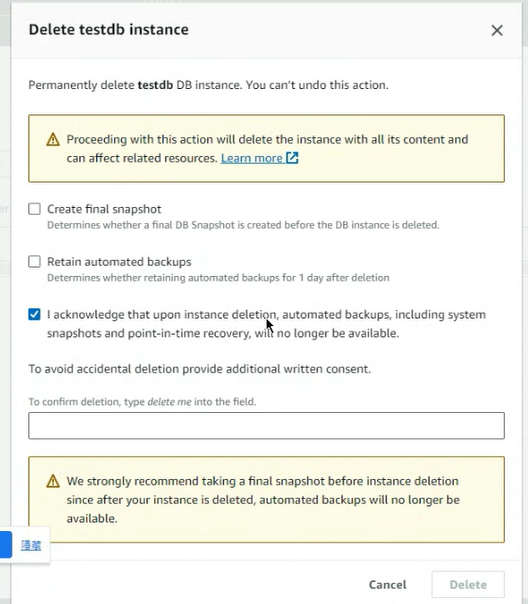 Delete testdb instance
Permanently delete testdb DB instance. You can't undo this action.
Proceeding with this action will delete the instance with all its content and
can affect related resources. Learn more
Create final snapshot
Determines whether a final DB Snapshot is created before the DB instance is deleted.
Retain automated backups
Determines whether retaining automated backups for 1 day after deletion
I acknowledge that upon instance deletion, automated backups, including system
snapshots and point-in-time recovery, will no longer be available.
To avoid accidental deletion provide additional written consent.
To confirm deletion, type delete me into the field.
We strongly recommend taking a final snapshot before instance deletion
since after your instance is deleted, automated backups will no longer be
available.
Cancel
Delete